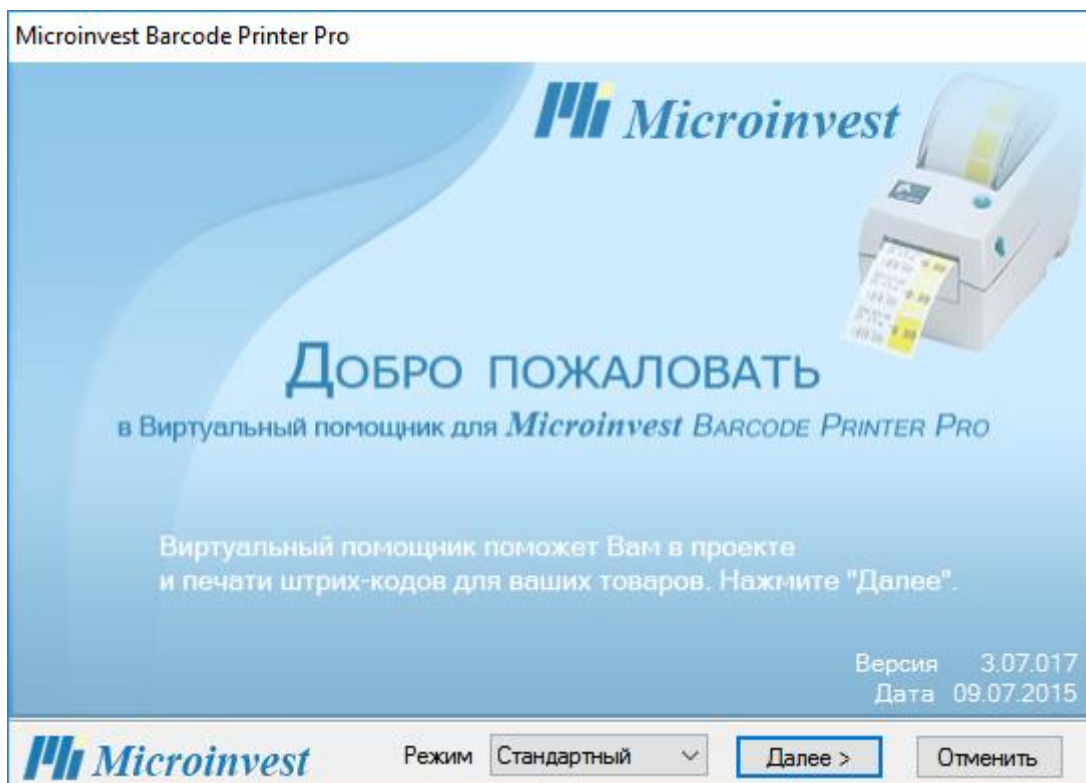 Microinvest Barcode Printer Pro
Microinvest
Добро пожаловать
в Виртуальный помощник для Microinvest Barcode Printer Pro
Виртуальный помощник поможет Вам в проекте
и печати штрих-кодов для ваших товаров. Нажмите "Далее".
Версия 3.07.017
Дата 09.07.2015
Microinvest Режим Стандартный Далее > Отменить